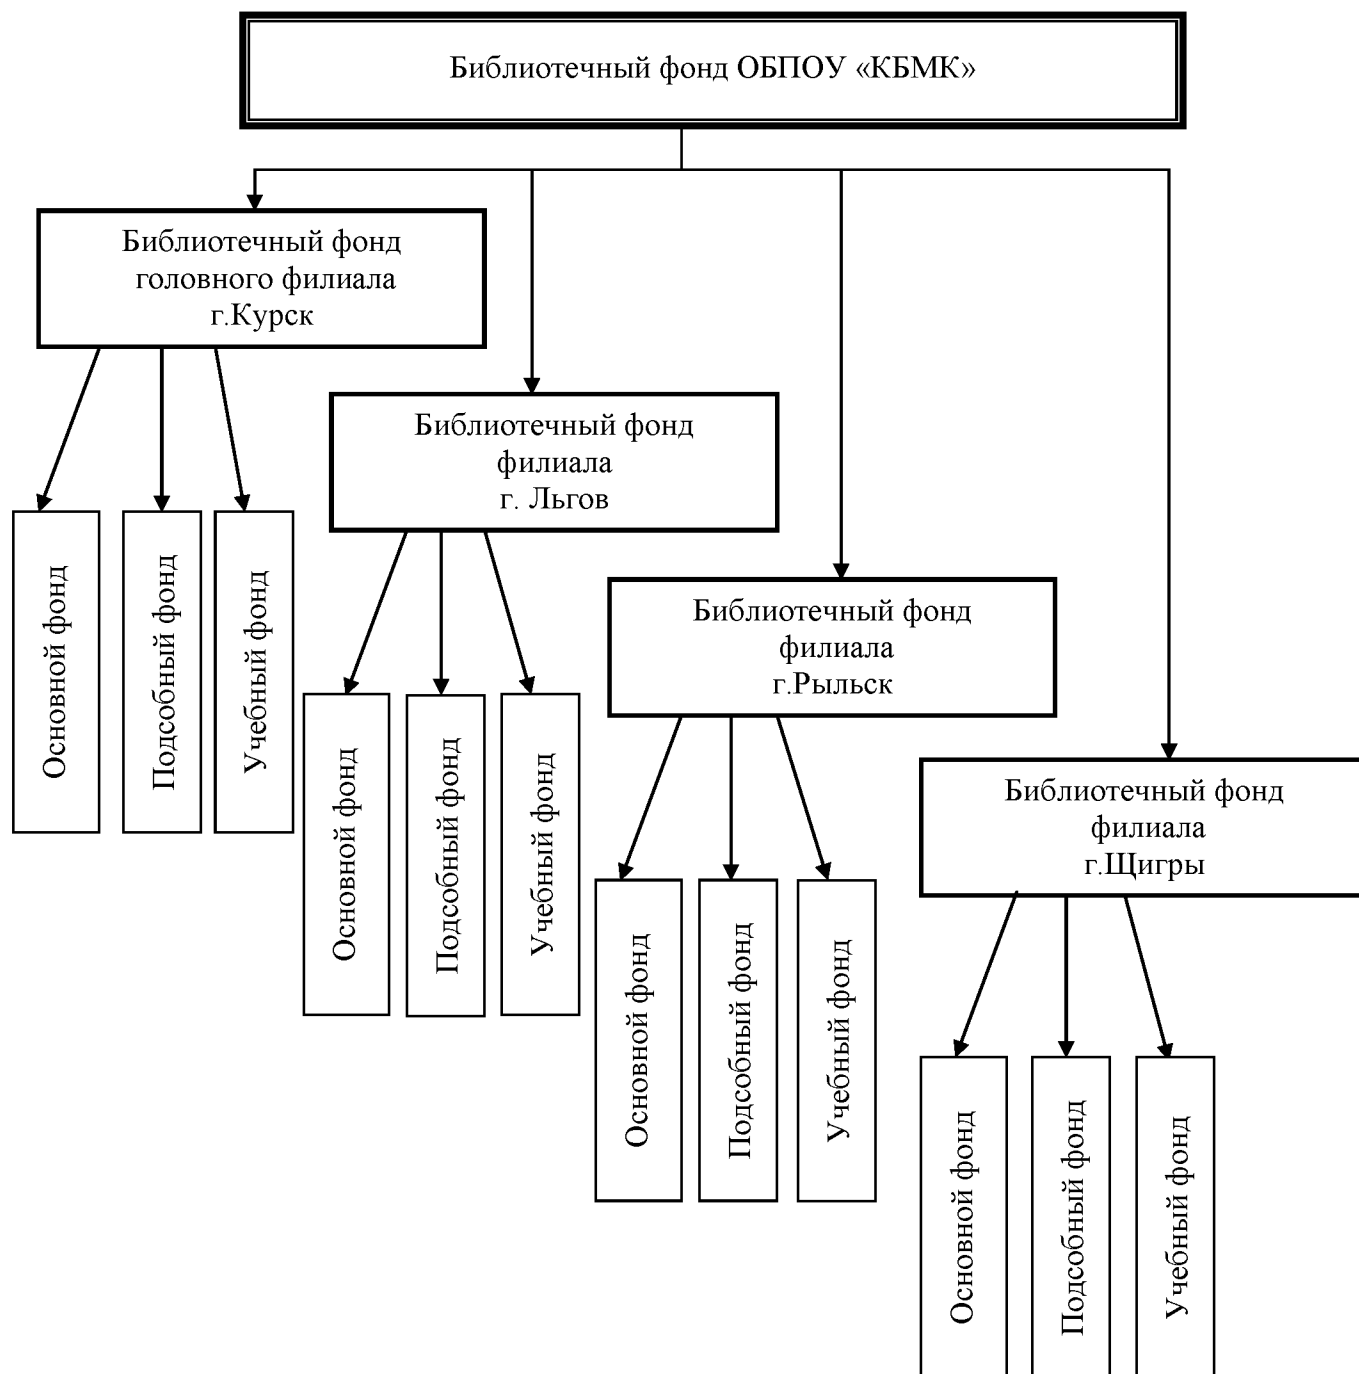 Библиотечный фонд ОБПОУ «КБМК»
Библиотечный фонд
головного филиала
г.Курск
Основной фонд
Подсобный фонд
Учебный фонд
Библиотечный фонд
филиала
г. Льгов
Основной фонд
Подсобный фонд
Учебный фонд
Библиотечный фонд
филиала
г.Рыльск
Основной фонд
Подсобный фонд
Учебный фонд
Библиотечный фонд
филиала
г.Щигры
Основной фонд
Подсобный фонд
Учебный фонд